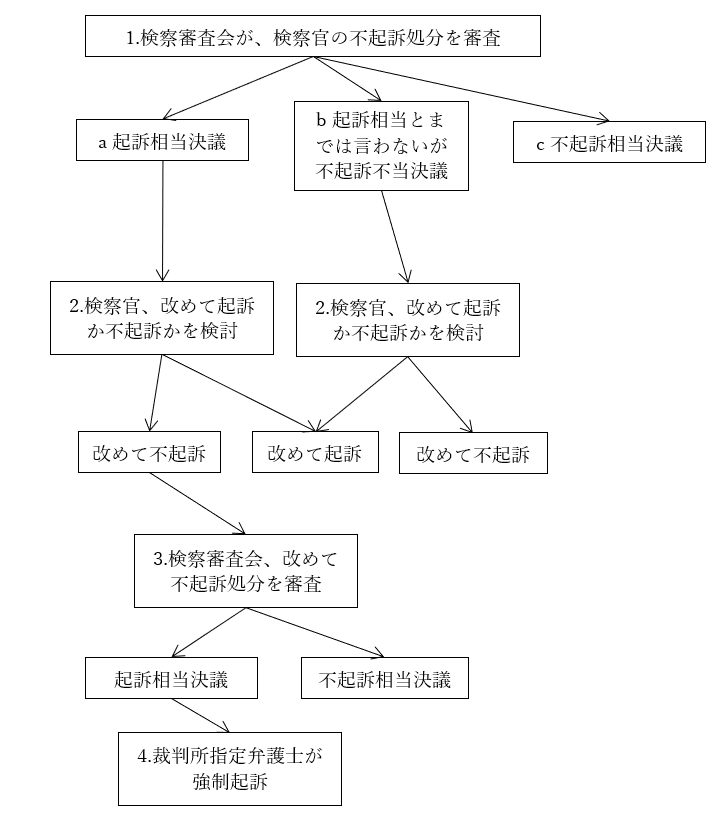 1.検察審査会が、検察官の不起訴処分を審査
a 起訴相当決議
b 起訴相当とま
では言わないが
不起訴不当決議
c 不起訴相当決議
2.検察官、改めて起訴
か不起訴かを検討
2.検察官、改めて起訴
か不起訴かを検討
改めて不起訴
改めて起訴
改めて不起訴
3.検察審査会、改めて
不起訴処分を審査
起訴相当決議
不起訴相当決議
4.裁判所指定弁護士が
強制起訴